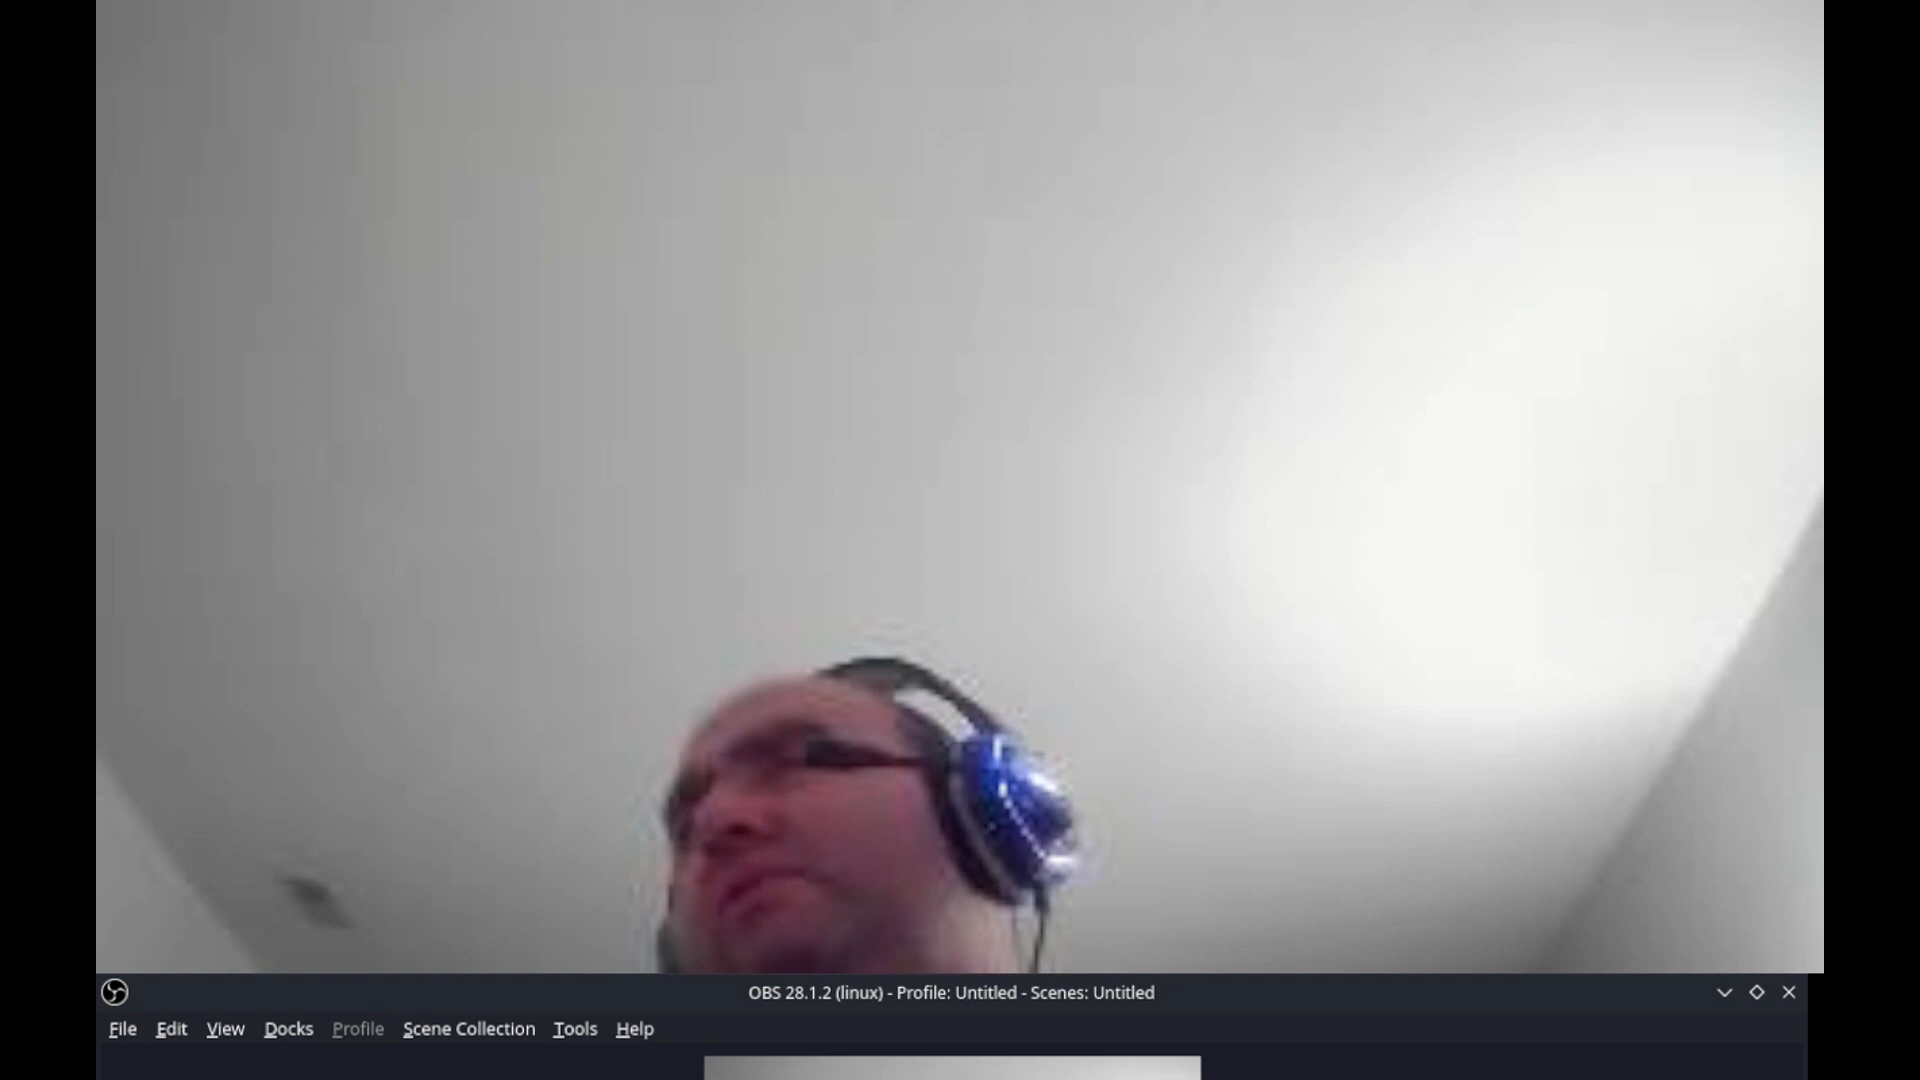 OBS 28.1.2 (linux) - Profile: Untitled - Scenes: Untitled
File Edit View Docks Profile Scene Collection Tools Help